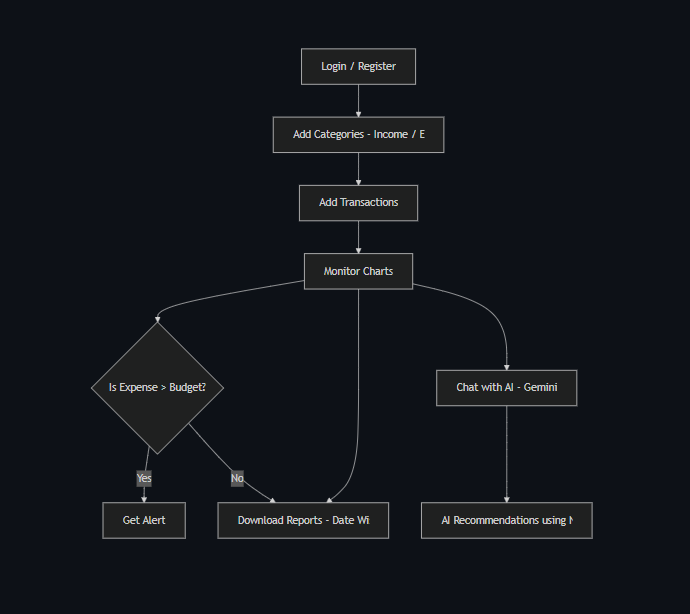 Login / Register
Add Categories - Income / E
Add Transactions
Monitor Charts
Is Expense > Budget?
Chat with AI - Gemini
Yes
No
Get Alert
Download Reports - Date Wi
AI Recommendations using